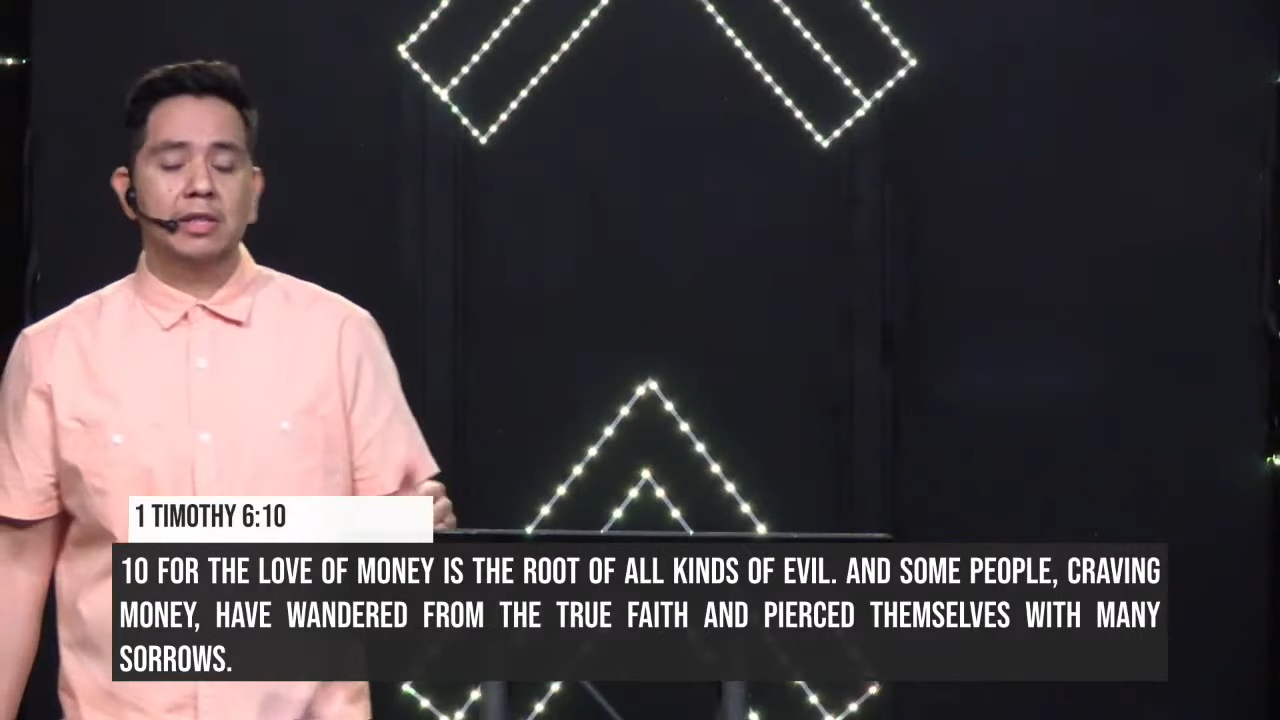 1 TIMOTHY 6:10
10 FOR THE LOVE OF MONEY IS THE ROOT OF ALL KINDS OF EVIL. AND SOME PEOPLE, CRAVING
MONEY, HAVE WANDERED FROM THE TRUE FAITH AND PIERCED THEMSELVES WITH MANY
SORROWS.